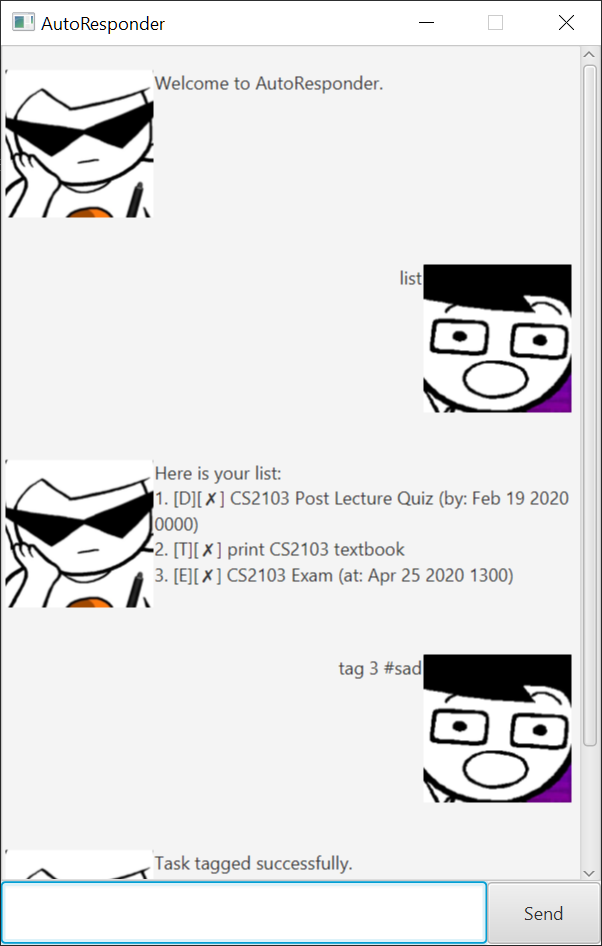 AutoResponder
Welcome to AutoResponder.
list
Here is your list:
1. [D][✗] CS2103 Post Lecture Quiz (by: Feb 19 2020
0000)
2. [T][✗] print CS2103 textbook
3. [E][✗] CS2103 Exam (at: Apr 25 2020 1300)
tag 3 #sad
Task tagged successfully.
Send